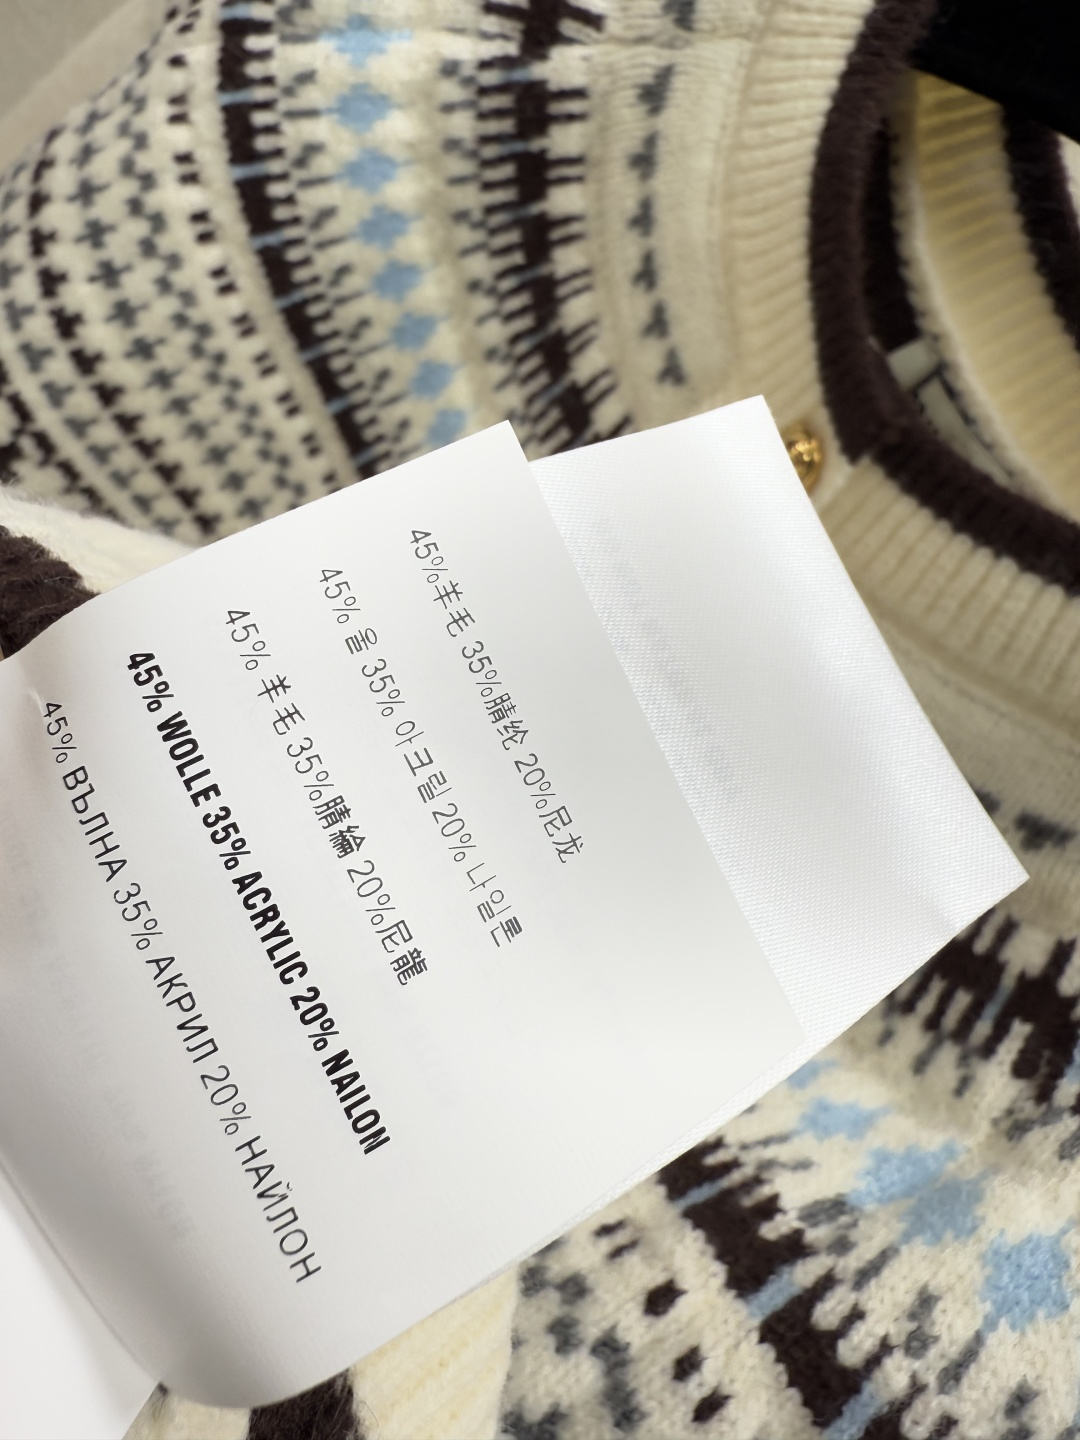 45%羊毛 35%腈纶 20%尼龙
45% 울 35% 아크릴 20% 나일론
45% 羊毛 35%腈綸 20%尼龍
45% WOLLE 35% ACRYLIC 20% NAILON
45% ВЪЛНА 35% АКРИЛ 20% НАЙЛОН